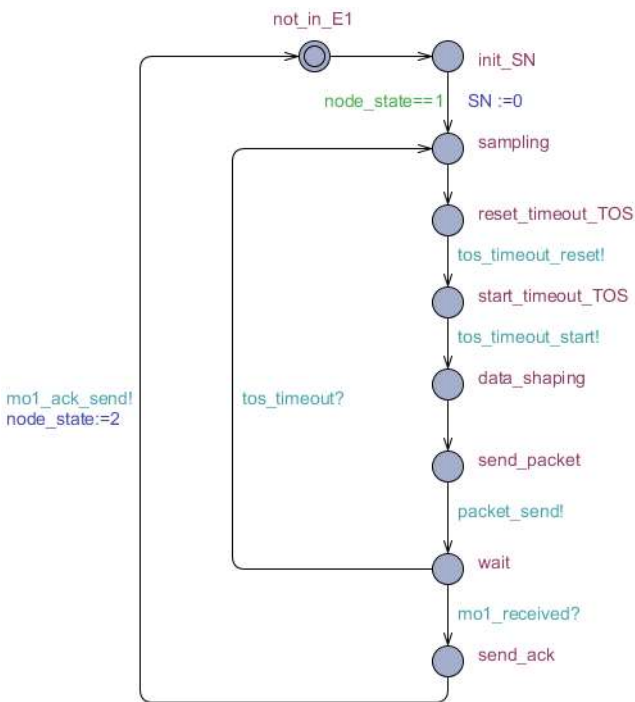 not_in_E1
init_SN
node_state==1 SN :=0
sampling
reset_timeout_TOS
tos_timeout_reset!
start_timeout_TOS
tos_timeout_start!
data_shaping
mo1_ack_send!
node_state:=2
tos_timeout?
send_packet
packet_send!
wait
mo1_received?
send_ack